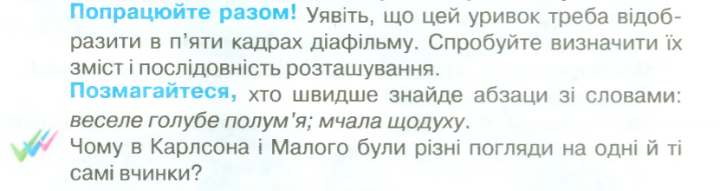 Попрацюйте разом! Уявіть, що цей уривок треба відоб-
разити в п’яти кадрах діафільму. Спробуйте визначити їх
зміст і послідовність розташування.
Позмагайтеся, хто швидше знайде абзаци зі словами:
веселе голубе полум’я; мчала щодуху.
Чому в Карлсона і Малого були різні погляди на одні й ті
самі вчинки?